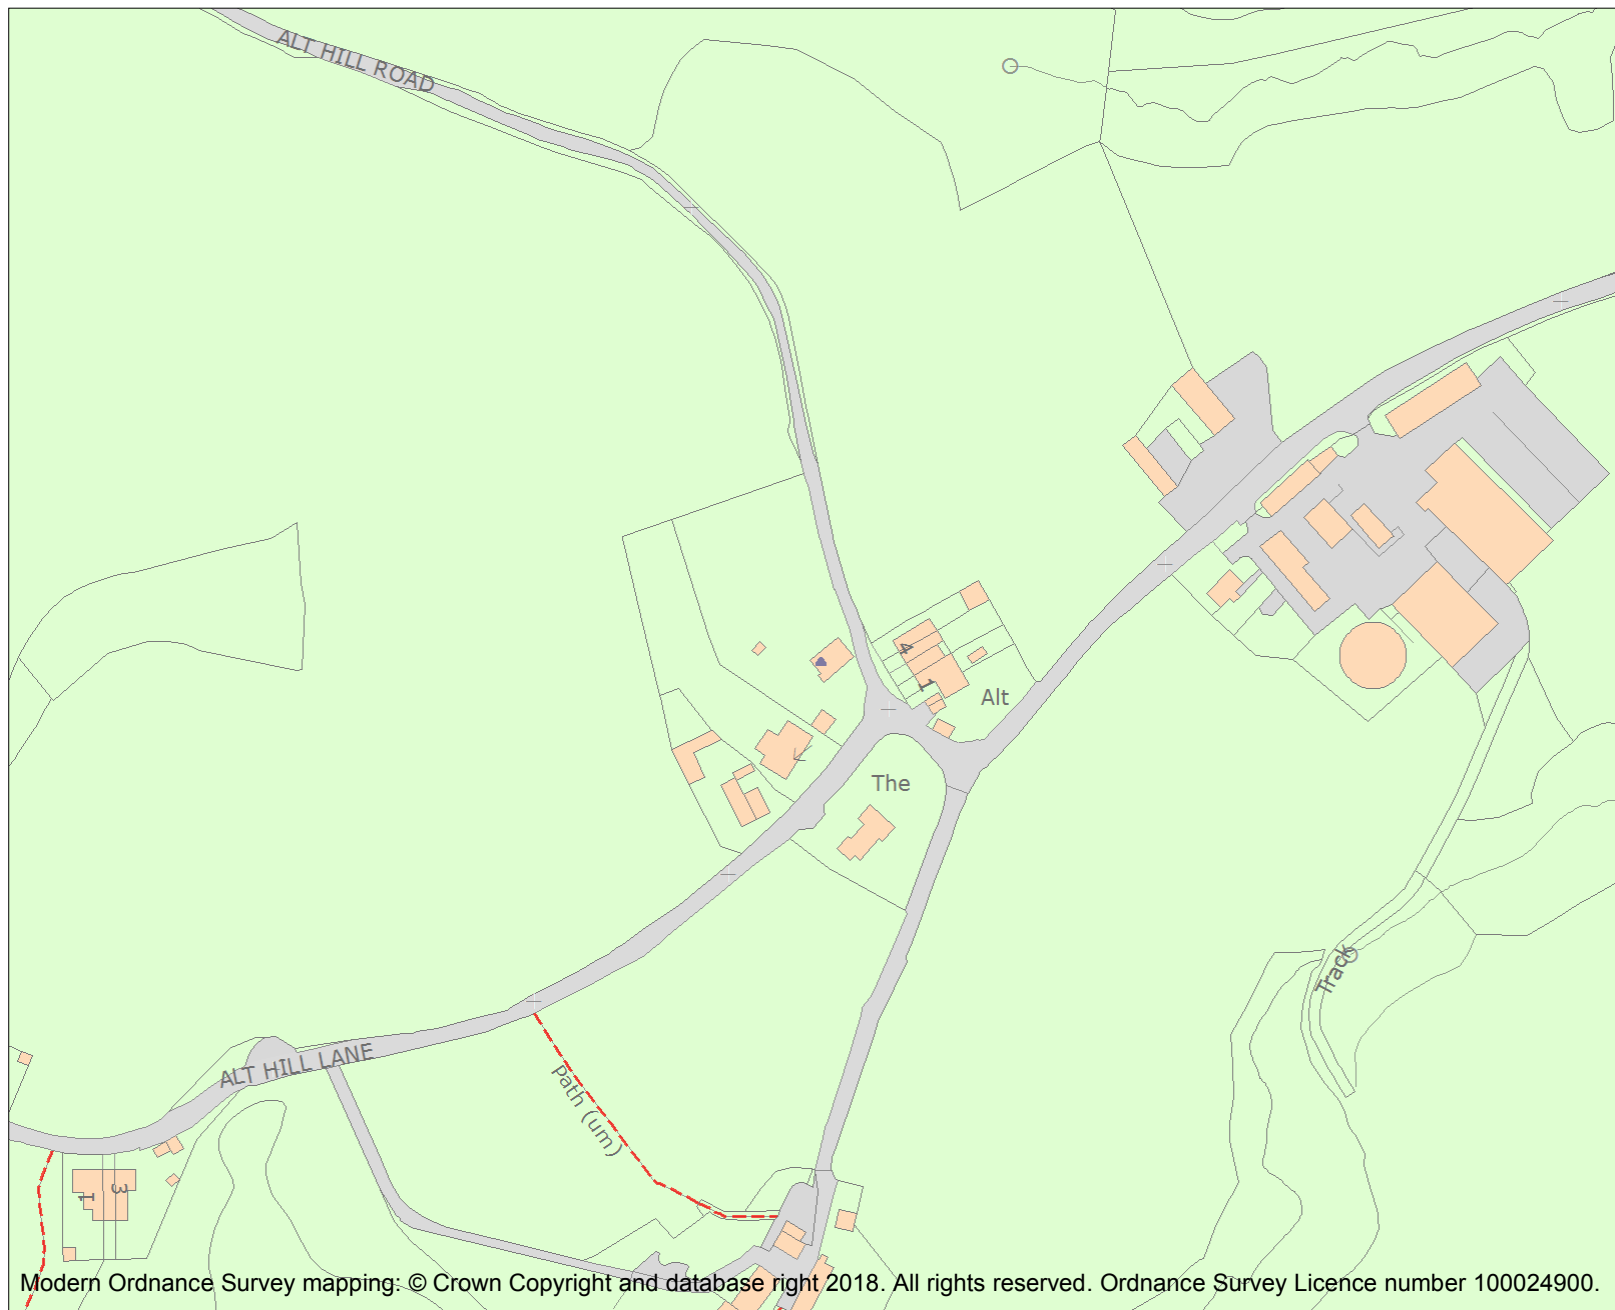 ALT HILL ROAD
4
1
Alt
The
Track
ALT HILL LANE
Path (um)
1
3
Modern Ordnance Survey mapping: © Crown Copyright and database right 2018. All rights reserved. Ordnance Survey Licence number 100024900.